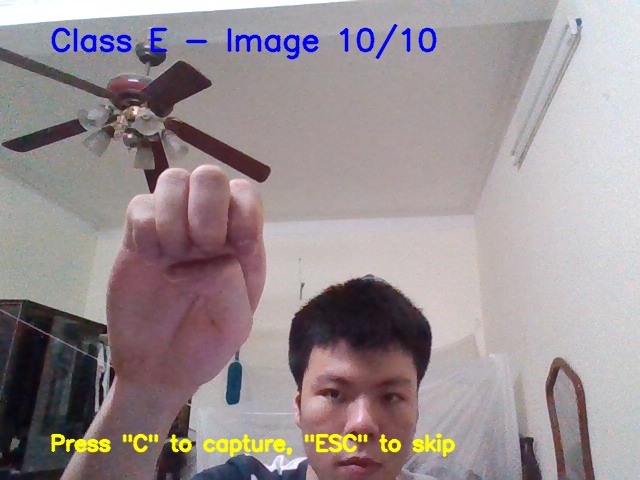 Class E - Image 10/10
Press "C" to capture, "ESC" to skip